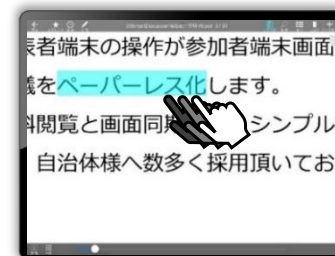 表者端末の操作が参加者端末画面
議をペーパーレス化します。
料閲覧と画面同期 シンプル
自治体様へ数多く採用頂いてお